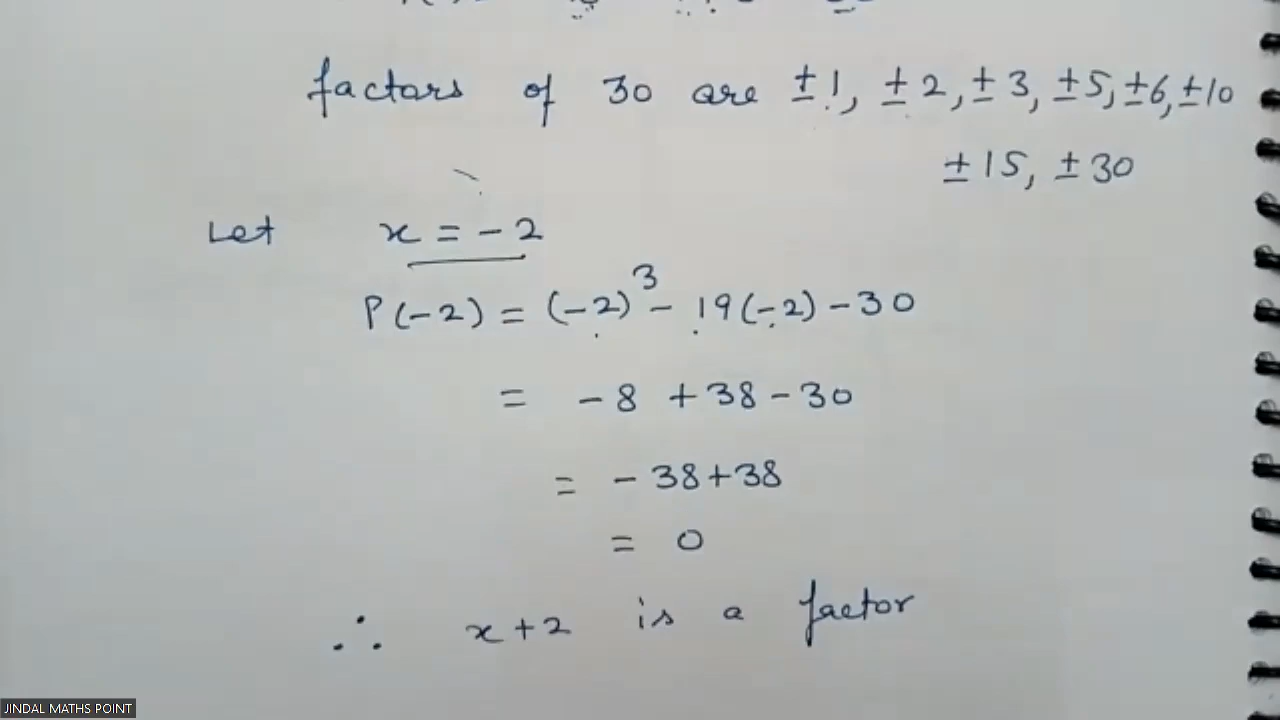 factors of 30 are ±1, ±2, ±3, ±5, ±6, ±10
±15, ±30
Let x = -2
P(-2) = (-2)³ - 19(-2) - 30
= -8 + 38 - 30
= -38 + 38
= 0
∴ x+2 is a factor
JINDAL MATHS POINT